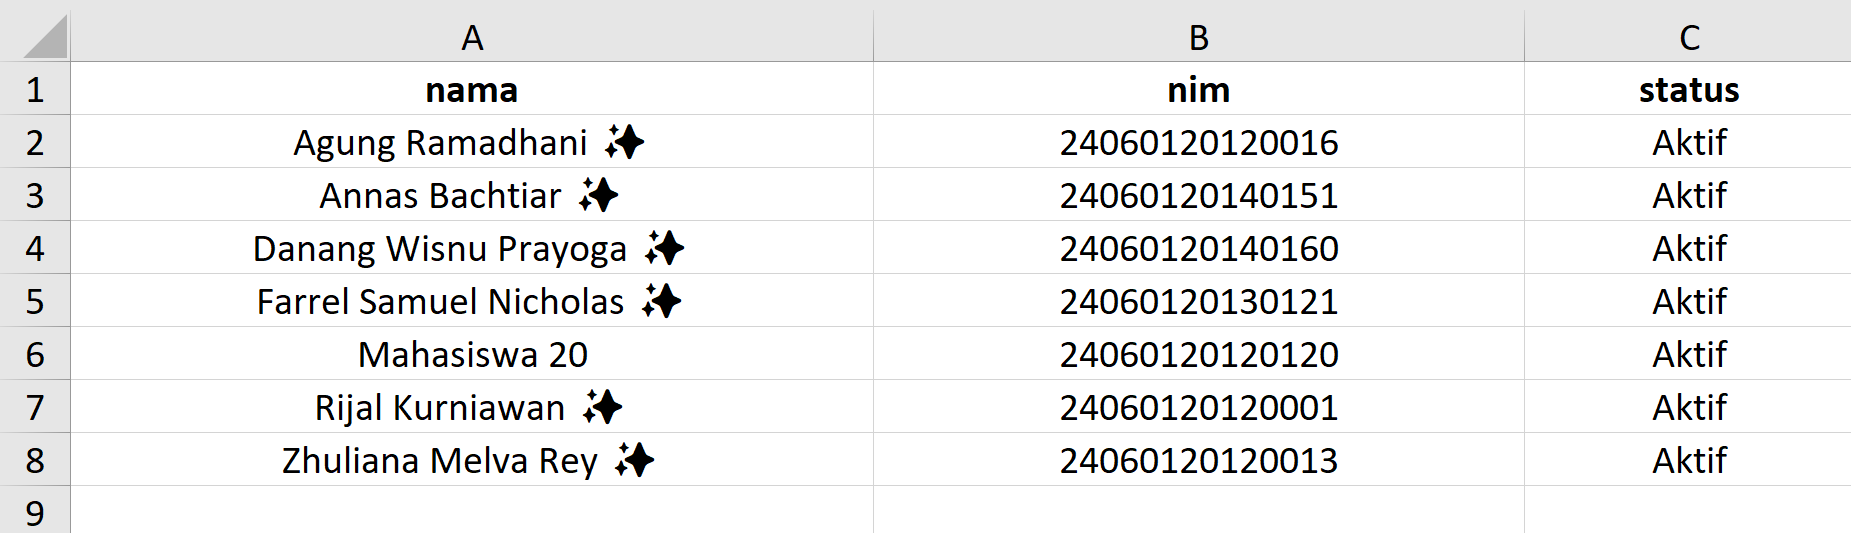 A B C
1 nama nim status
2 Agung Ramadhani ✨ 24060120120016 Aktif
3 Annas Bachtiar ✨ 24060120140151 Aktif
4 Danang Wisnu Prayoga ✨ 24060120140160 Aktif
5 Farrel Samuel Nicholas ✨ 24060120130121 Aktif
6 Mahasiswa 20 24060120120120 Aktif
7 Rijal Kurniawan ✨ 24060120120001 Aktif
8 Zhuliana Melva Rey ✨ 24060120120013 Aktif
9